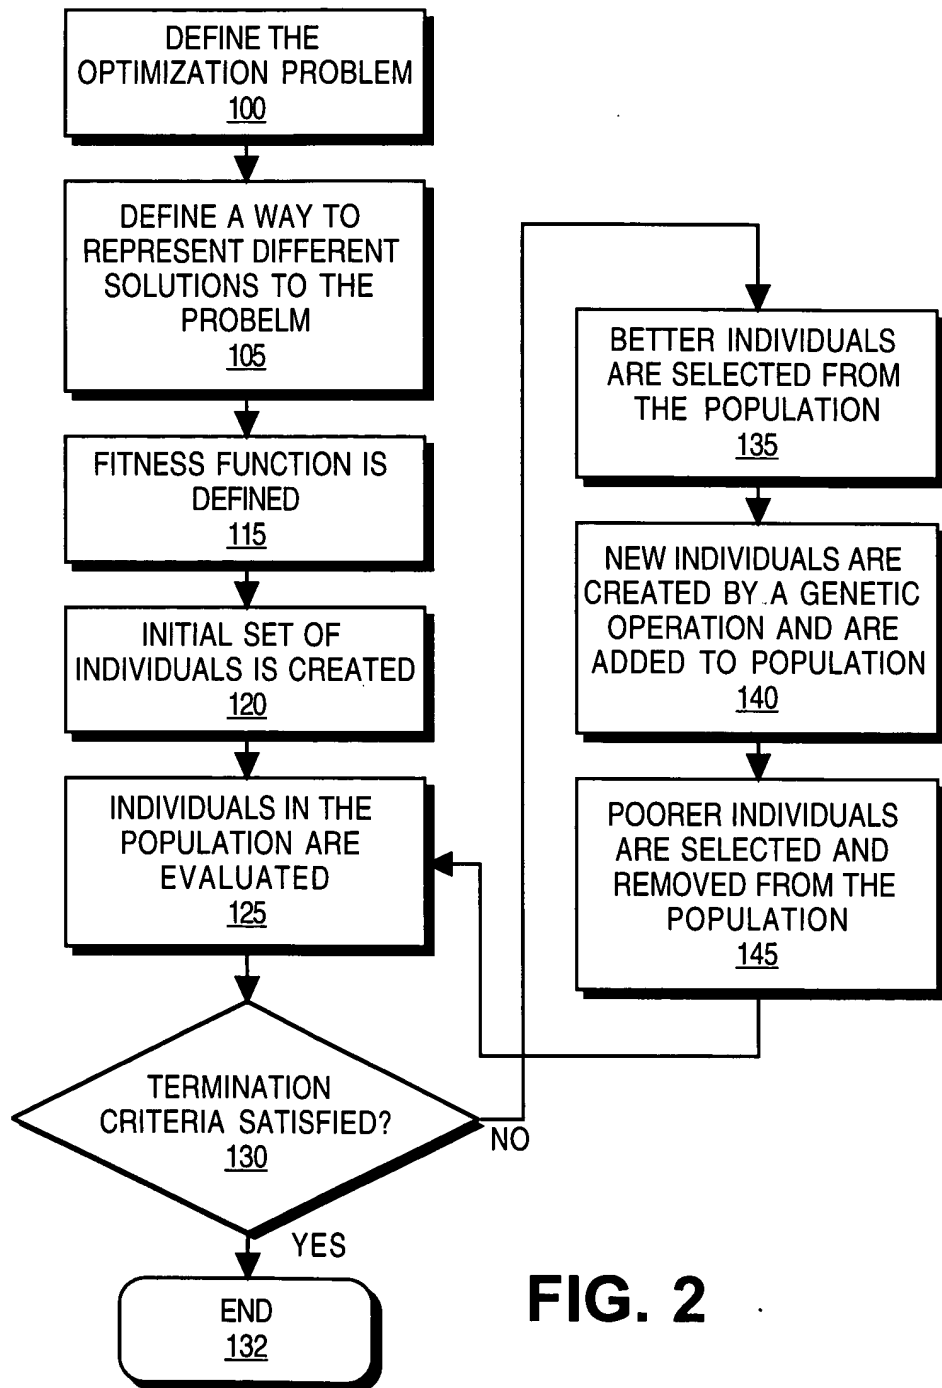 DEFINE THE
OPTIMIZATION PROBLEM
100
DEFINE A WAY TO
REPRESENT DIFFERENT
SOLUTIONS TO THE
PROBELM
105
FITNESS FUNCTION IS
DEFINED
115
INITIAL SET OF
INDIVIDUALS IS CREATED
120
INDIVIDUALS IN THE
POPULATION ARE
EVALUATED
125
TERMINATION
CRITERIA SATISFIED?
130
NO
YES
END
132
BETTER INDIVIDUALS
ARE SELECTED FROM
THE POPULATION
135
NEW INDIVIDUALS ARE
CREATED BY A GENETIC
OPERATION AND ARE
ADDED TO POPULATION
140
POORER INDIVIDUALS
ARE SELECTED AND
REMOVED FROM THE
POPULATION
145
FIG. 2